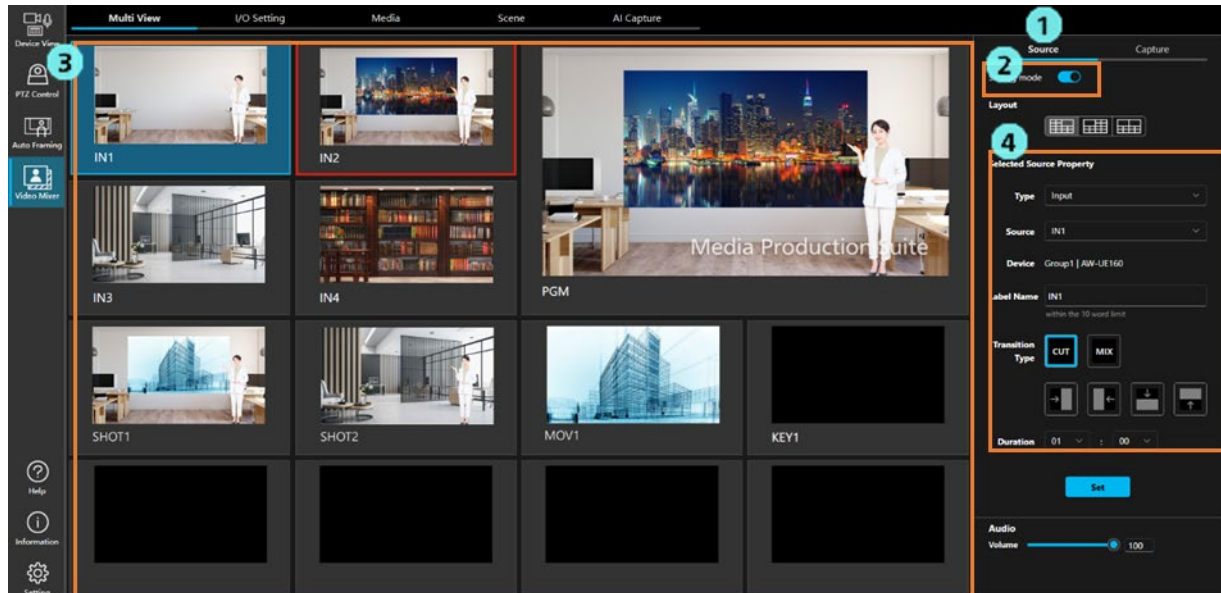 Multi View I/O Setting Media Scene AI Capture
1
Device View
3
Source Capture
2
mode
PTZ Control
Layout
Auto Framing
4
IN1 IN2
Selected Source Property
Video Mixer
Type Input
Source IN1
Media Production Suite
Device Group1 | AW-UE160
IN3 IN4 PGM
Label Name IN1
within the 10 word limit
Transition
Type
CUT MIX
SHOT1 SHOT2 MOV1 KEY1
Duration 01 : 00
Help
Set
Information
Audio
Volume 100
Setting